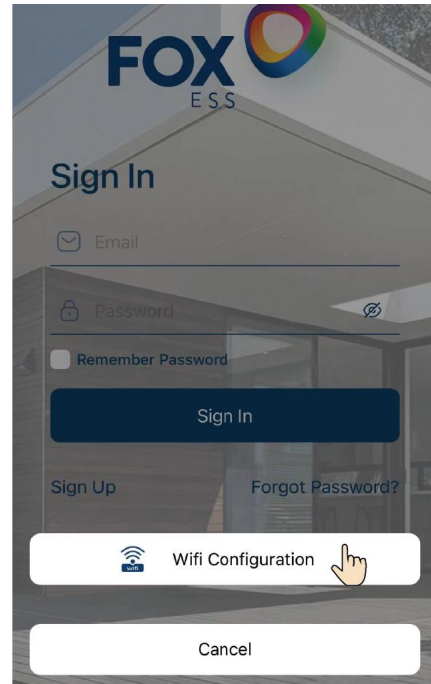 FOX
ESS
Sign In
Email
Password
Remember Password
Sign In
Sign Up Forgot Password?
wifi Wifi Configuration
Cancel